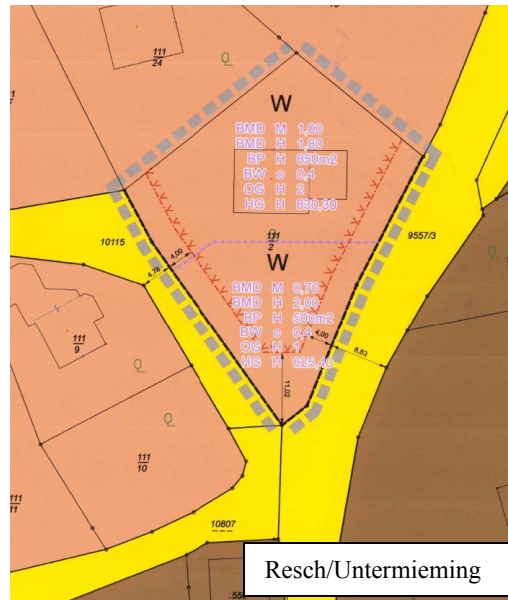 111
24
Q
W
BMD M 1,00
BMD H 1,80
BP H 850m2
BW o 0,4
OG H 2
HG H 830,30
10115
4,00
4,78
111
2
9557/3
Q
W
BMD M 0,70
BMD H 2,00
BP H 500m2
BW o 0,4
OG H 1
HG H 825,40
4,00
8,83
11,02
111
9
Q
Q
111
10
111
11
10807
Resch/Untermieming